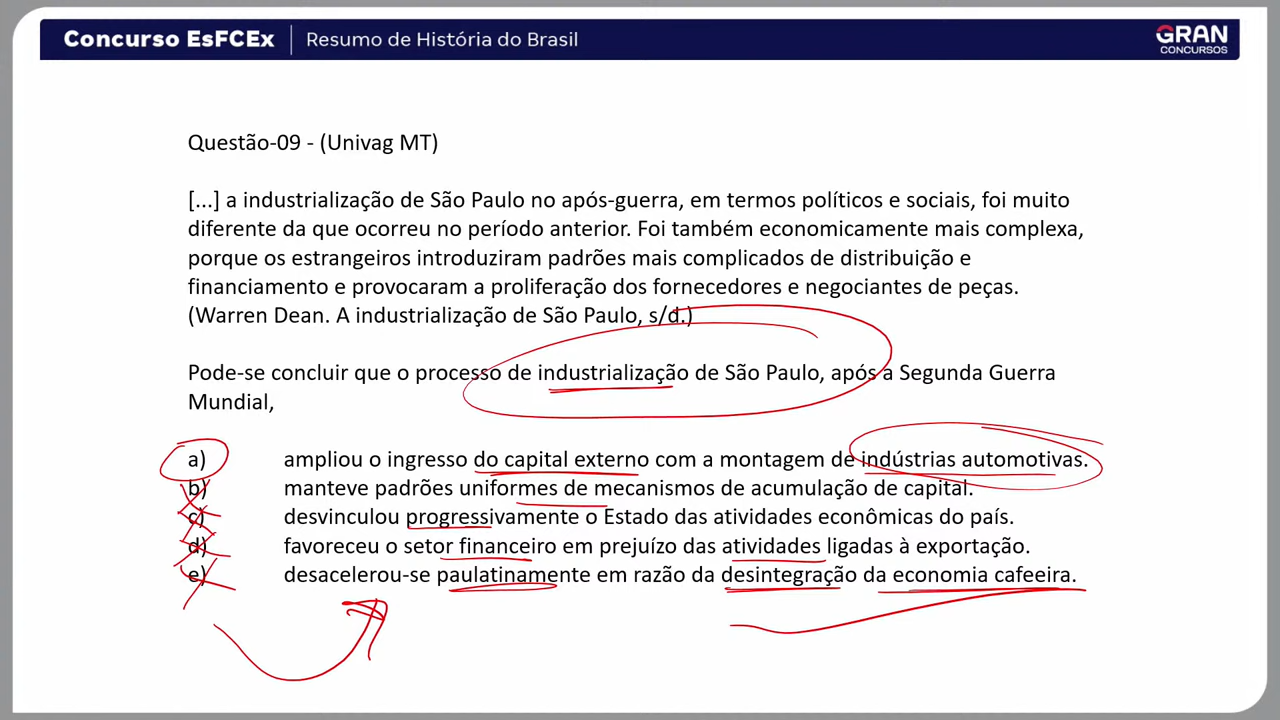 Concurso EsFCEx | Resumo de História do Brasil
GRAN
CONCURSOS
Questão-09 - (Univag MT)
[...] a industrialização de São Paulo no após-guerra, em termos políticos e sociais, foi muito
diferente da que ocorreu no período anterior. Foi também economicamente mais complexa,
porque os estrangeiros introduziram padrões mais complicados de distribuição e
financiamento e provocaram a proliferação dos fornecedores e negociantes de peças.
(Warren Dean. A industrialização de São Paulo, s/d.)
Pode-se concluir que o processo de industrialização de São Paulo, após a Segunda Guerra
Mundial,
a) ampliou o ingresso do capital externo com a montagem de indústrias automotivas.
b) manteve padrões uniformes de mecanismos de acumulação de capital.
c) desvinculou progressivamente o Estado das atividades econômicas do país.
d) favoreceu o setor financeiro em prejuízo das atividades ligadas à exportação.
e) desacelerou-se paulatinamente em razão da desintegração da economia cafeeira.